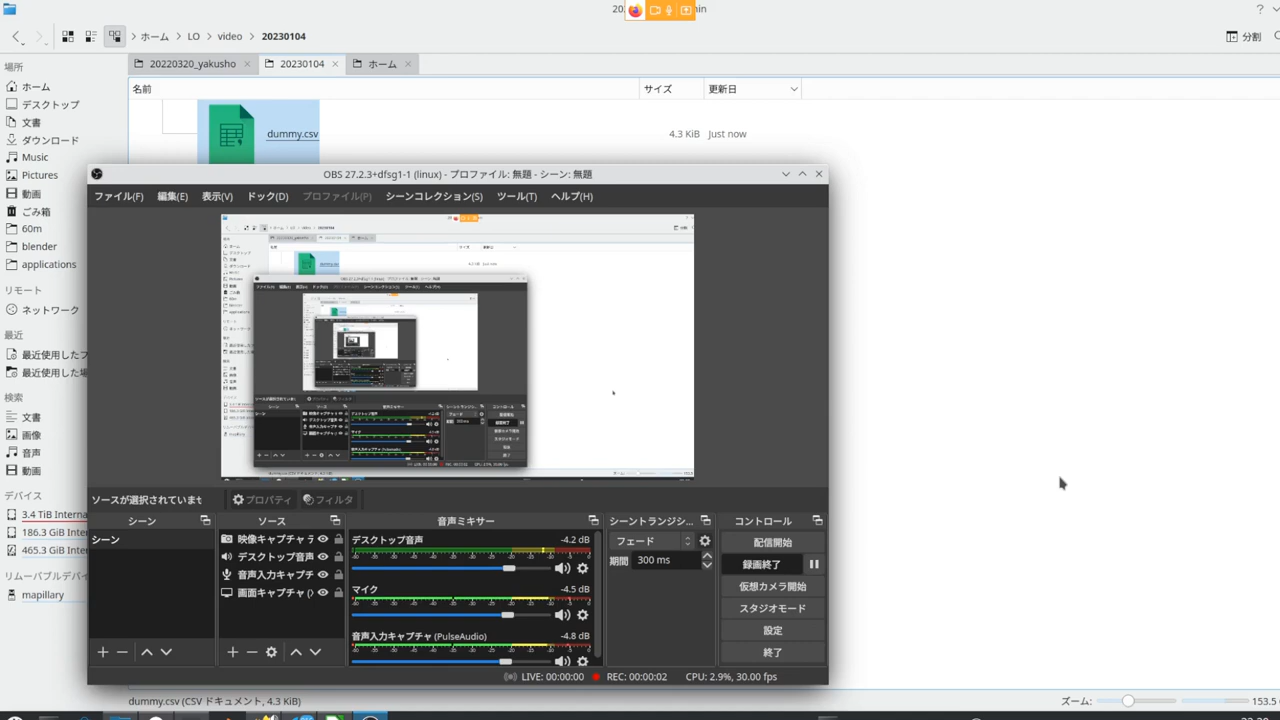 分割
ホーム LO video 20230104
20220320_yakusho 20230104 ホーム
場所
ホーム
デスクトップ
文書
ダウンロード
Music
Pictures
動画
ごみ箱
60m
blender
applications
リモート
ネットワーク
最近
最近使用したフ
最近使用した場
検索
文書
画像
音声
動画
デバイス
3.4 TiB Interna
186.3 GiB Inter
465.3 GiB Inter
リムーバブルデバイ
mapillary
名前 サイズ 更新日
dummy.csv 4.3 KiB Just now
OBS 27.2.3+dfsg1-1 (linux) - プロファイル: 無題 - シーン: 無題
ファイル(F) 編集(E) 表示(V) ドック(D) プロファイル(P) シーンコレクション(S) ツール(T) ヘルプ(H)
ソースが選択されていませ プロパティ フィルタ
シーン
シーン
ソース
映像キャプチャ デ
デスクトップ音声
音声入力キャプチ
画面キャプチャ
音声ミキサー
デスクトップ音声 -4.2 dB
マイク -4.5 dB
音声入力キャプチャ (PulseAudio) -4.8 dB
シーントランジシ...
フェード
期間 300 ms
コントロール
配信開始
録画終了
仮想カメラ開始
スタジオモード
設定
終了
LIVE: 00:00:00 REC: 00:00:02 CPU: 2.9%, 30.00 fps
dummy.csv (CSV ドキュメント, 4.3 KiB) ズーム: 153.5